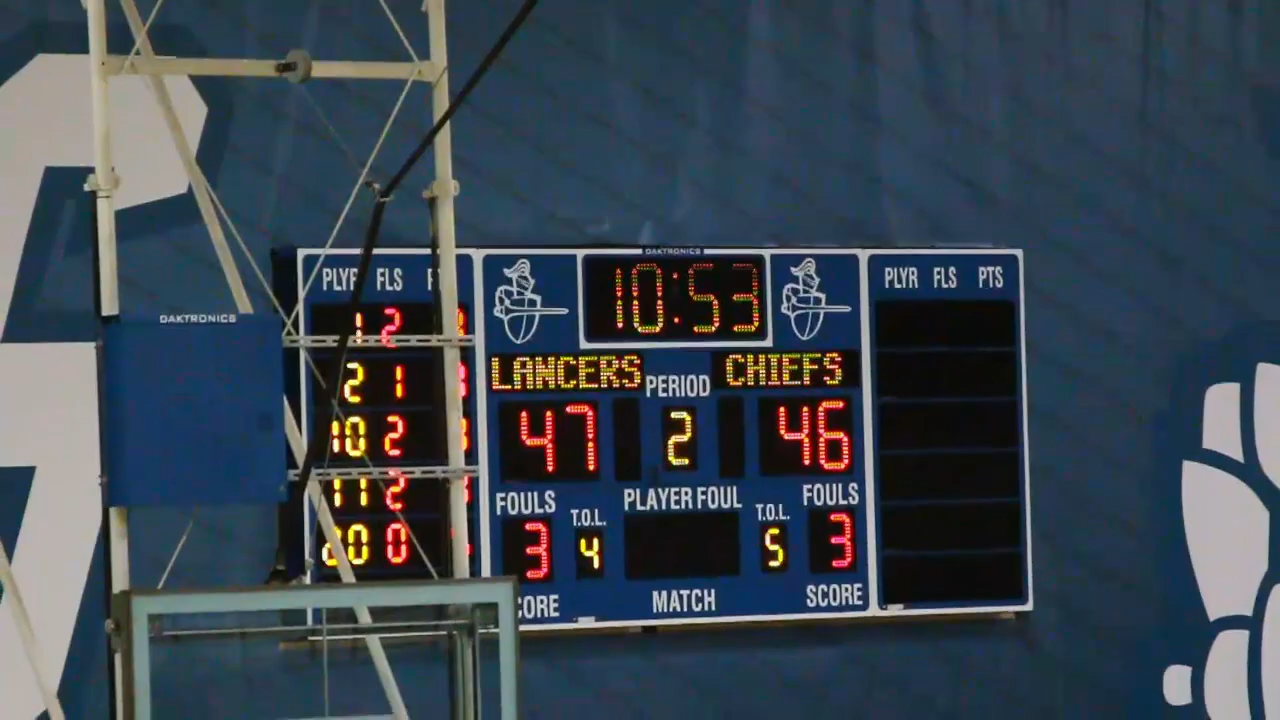 DAKTRONICS
10:53
PLYR FLS
PLYR FLS PTS
DAKTRONICS
1 2
LANCERS
CHIEFS
2 1
PERIOD
47
2
46
10 2
11 2
FOULS
PLAYER FOUL
FOULS
T.O.L.
T.O.L.
20 0
3
4
5
3
MATCH
SCORE